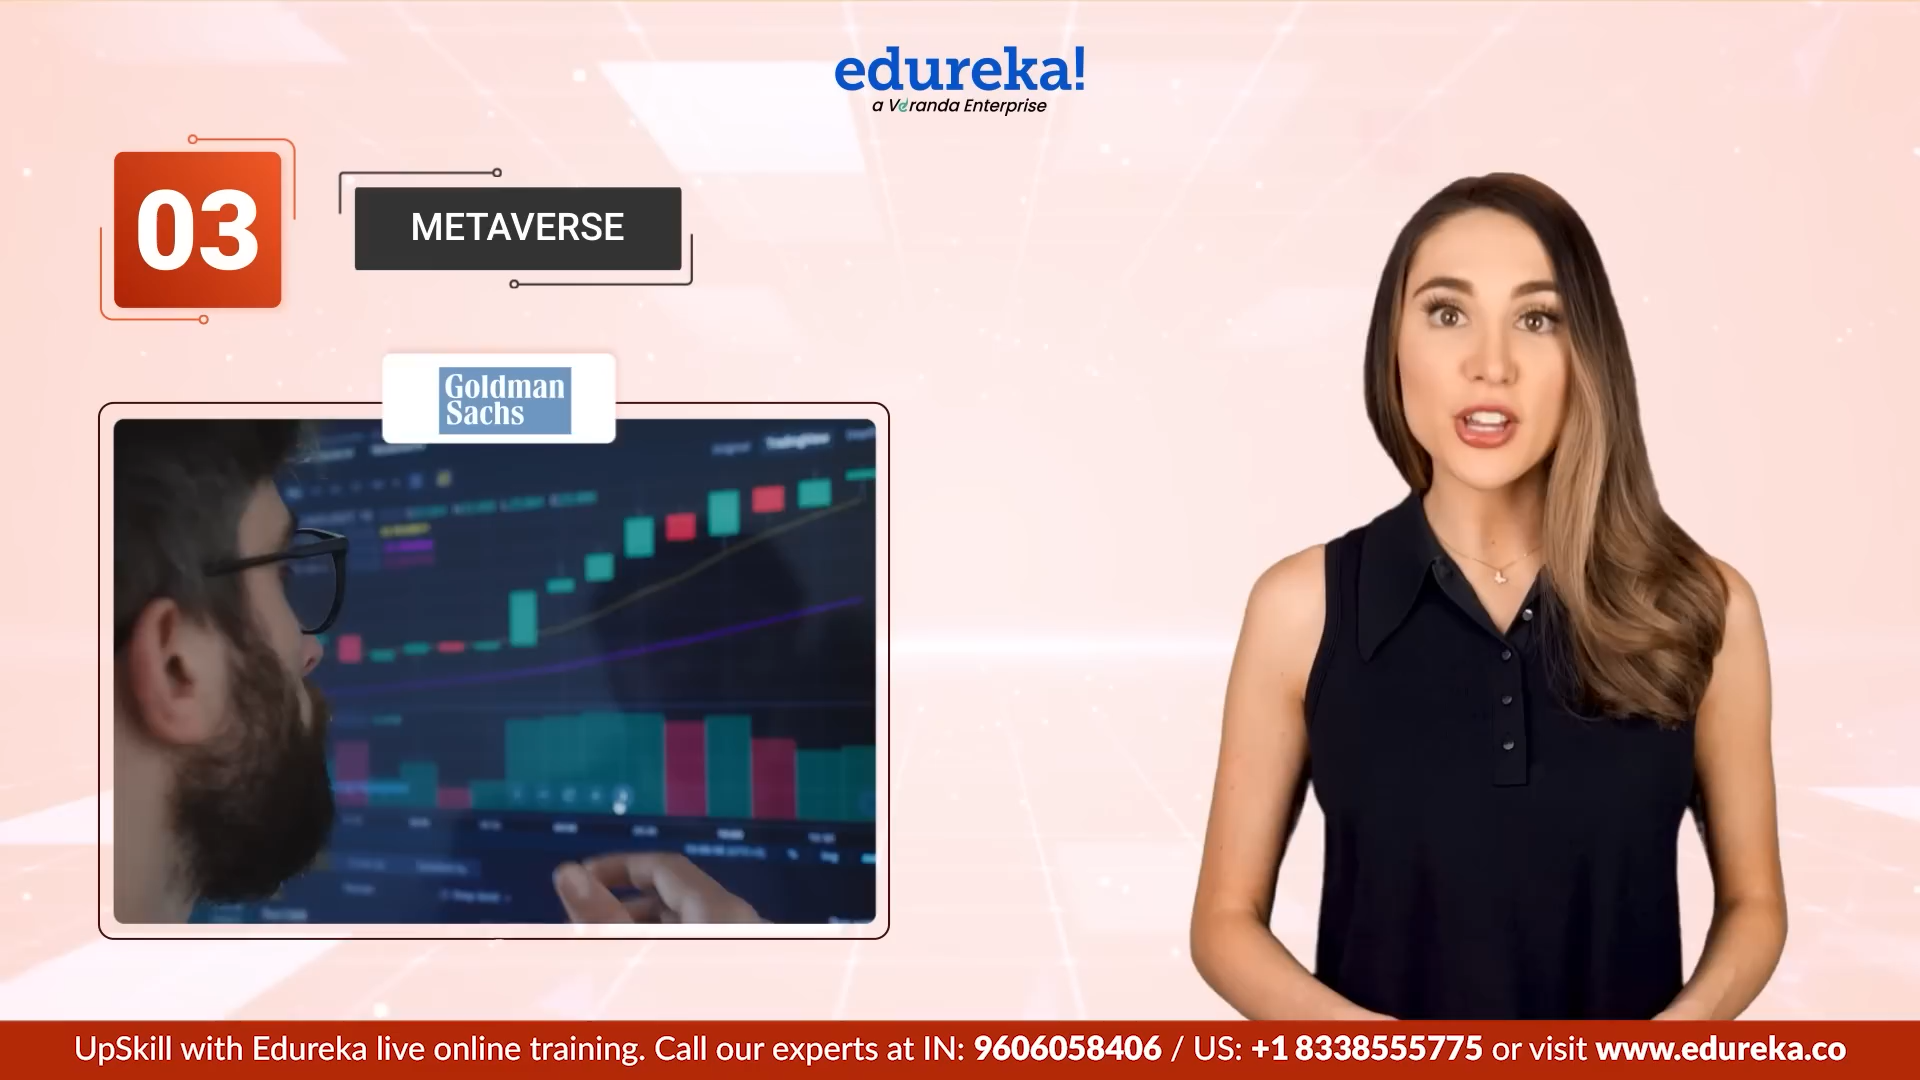 edureka!
a Veranda Enterprise
03
METAVERSE
Goldman
Sachs
TradingView
UpSkill with Edureka live online training. Call our experts at IN: 9606058406 / US: +1 8338555775 or visit www.edureka.co